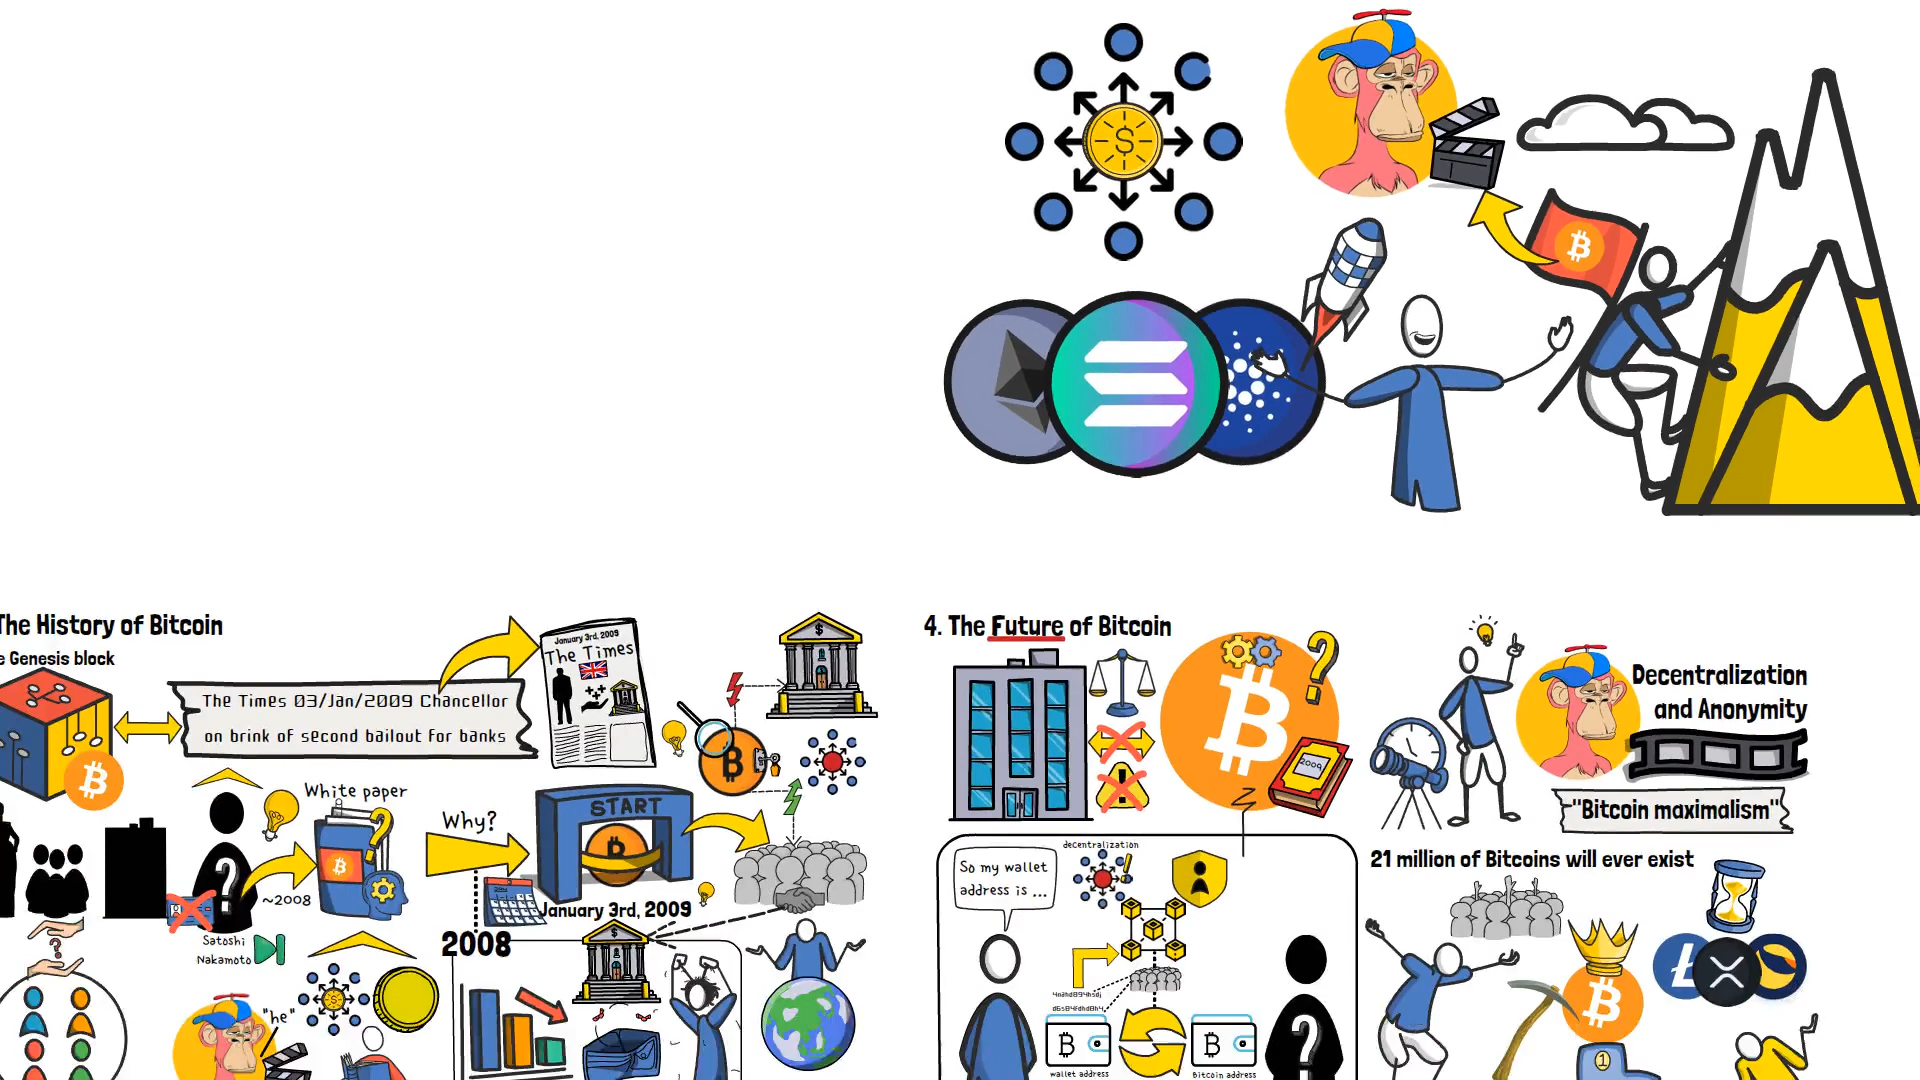 The History of Bitcoin
e Genesis block
The Times 03/Jan/2009 Chancellor
on brink of second bailout for banks
January 3rd, 2009
The Times
White paper
~2008
Satoshi
Nakamoto
"he"
Why?
START
January 3rd, 2009
2008
4. The Future of Bitcoin
2009
So my wallet
address is ...
decentralization
wallet address
Bitcoin address
Decentralization
and Anonymity
"Bitcoin maximalism"
21 million of Bitcoins will ever exist
1